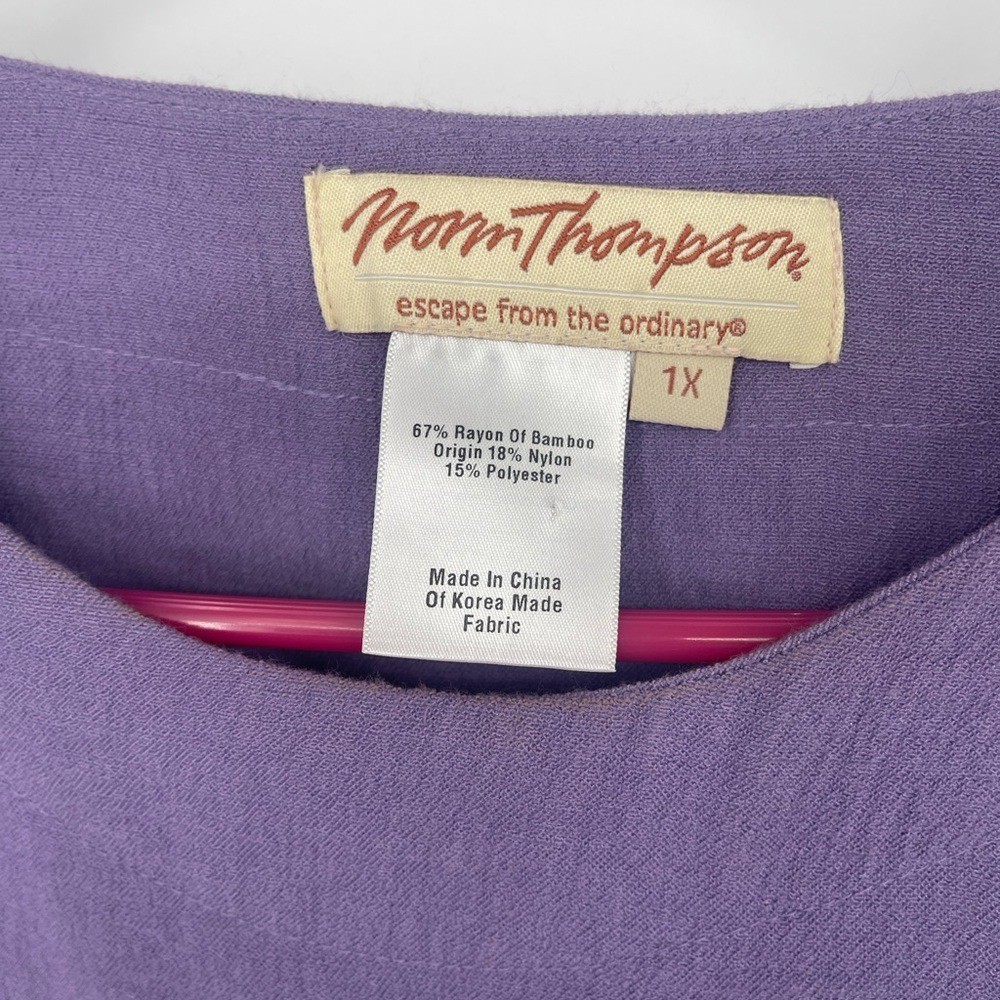 Norm Thompson®
escape from the ordinary®
1X
67% Rayon Of Bamboo
Origin 18% Nylon
15% Polyester
Made In China
Of Korea Made
Fabric